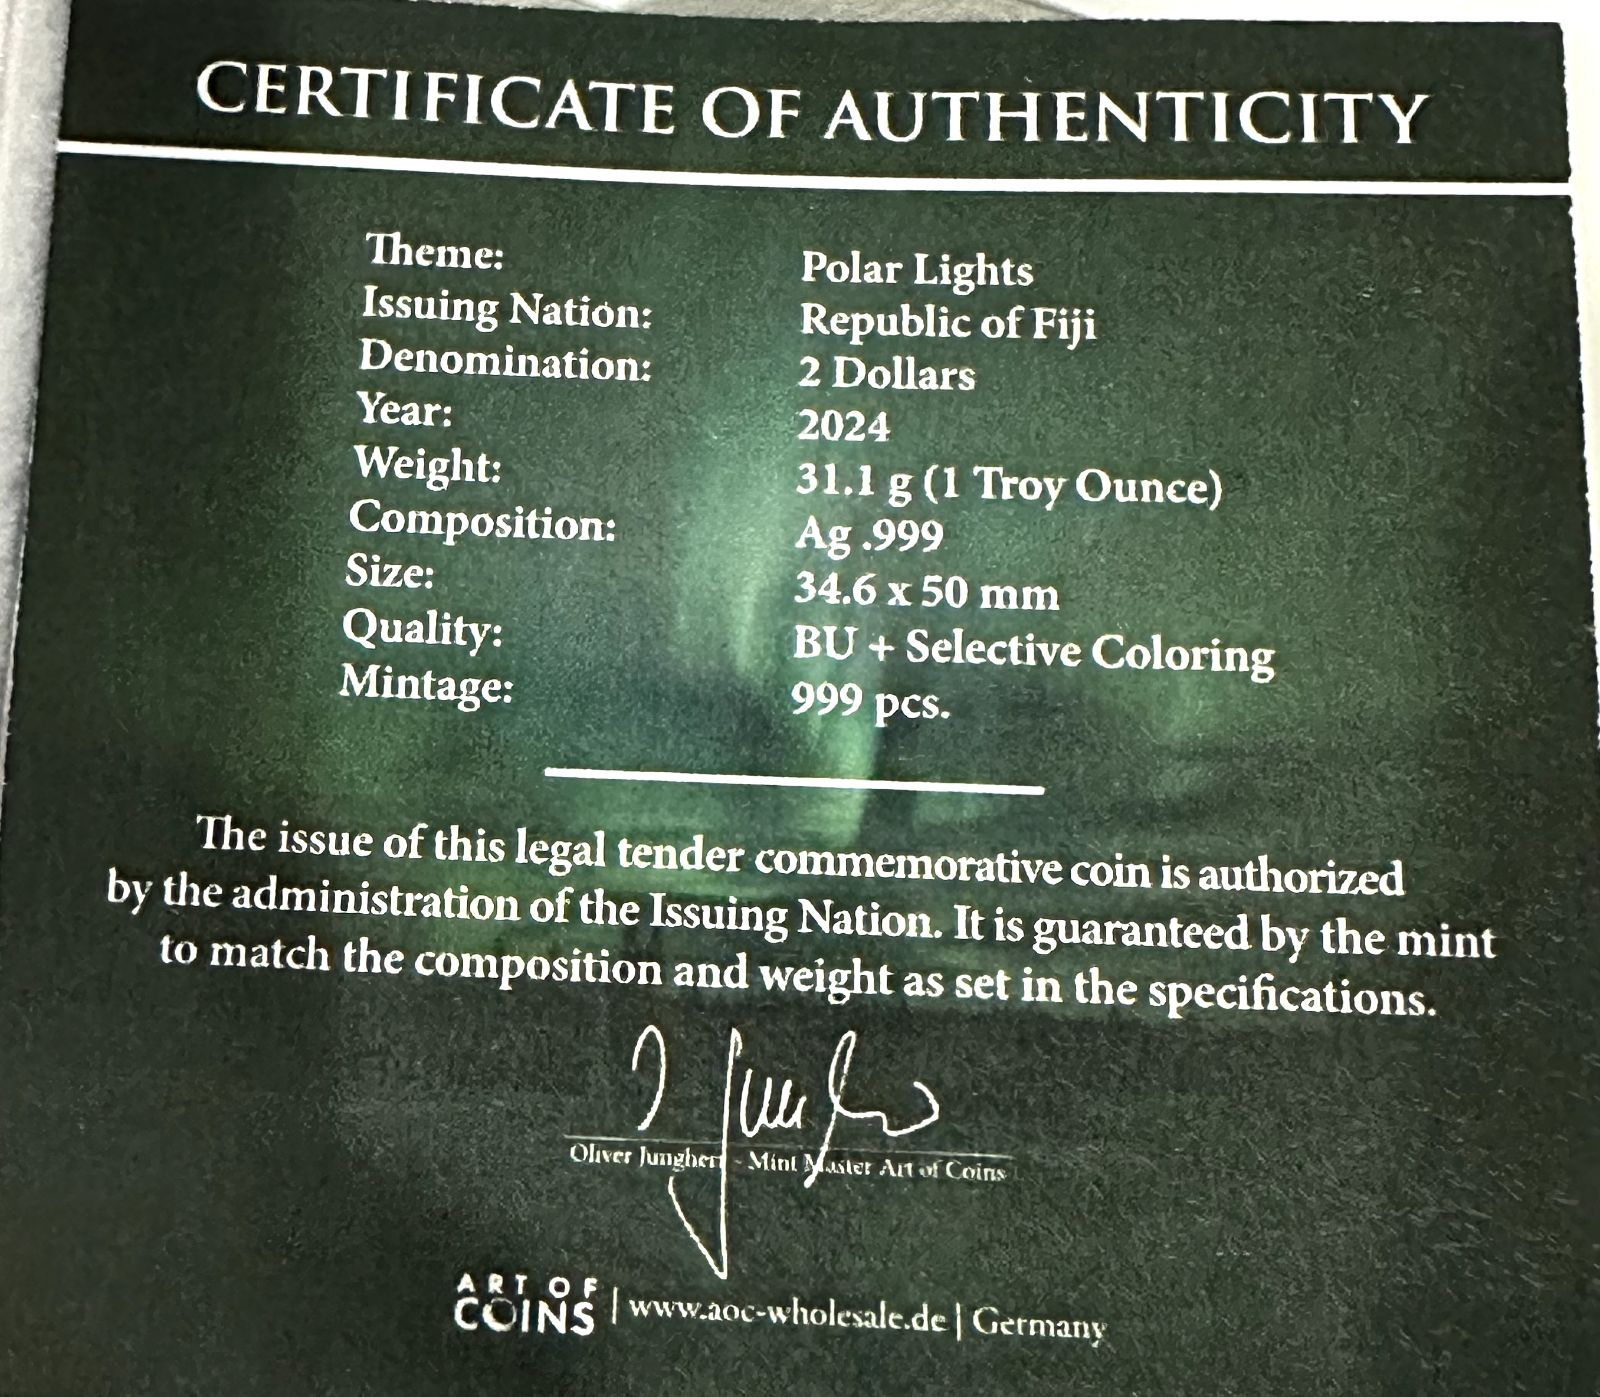 CERTIFICATE OF AUTHENTICITY
Theme: Polar Lights
Issuing Nation: Republic of Fiji
Denomination: 2 Dollars
Year: 2024
Weight: 31.1 g (1 Troy Ounce)
Composition: Ag .999
Size: 34.6 x 50 mm
Quality: BU + Selective Coloring
Mintage: 999 pcs.
The issue of this legal tender commemorative coin is authorized
by the administration of the Issuing Nation. It is guaranteed by the mint
to match the composition and weight as set in the specifications.
Oliver - Mint Master Art of Coins
ART OF
COINS | www.aoc-wholesale.de | Germany